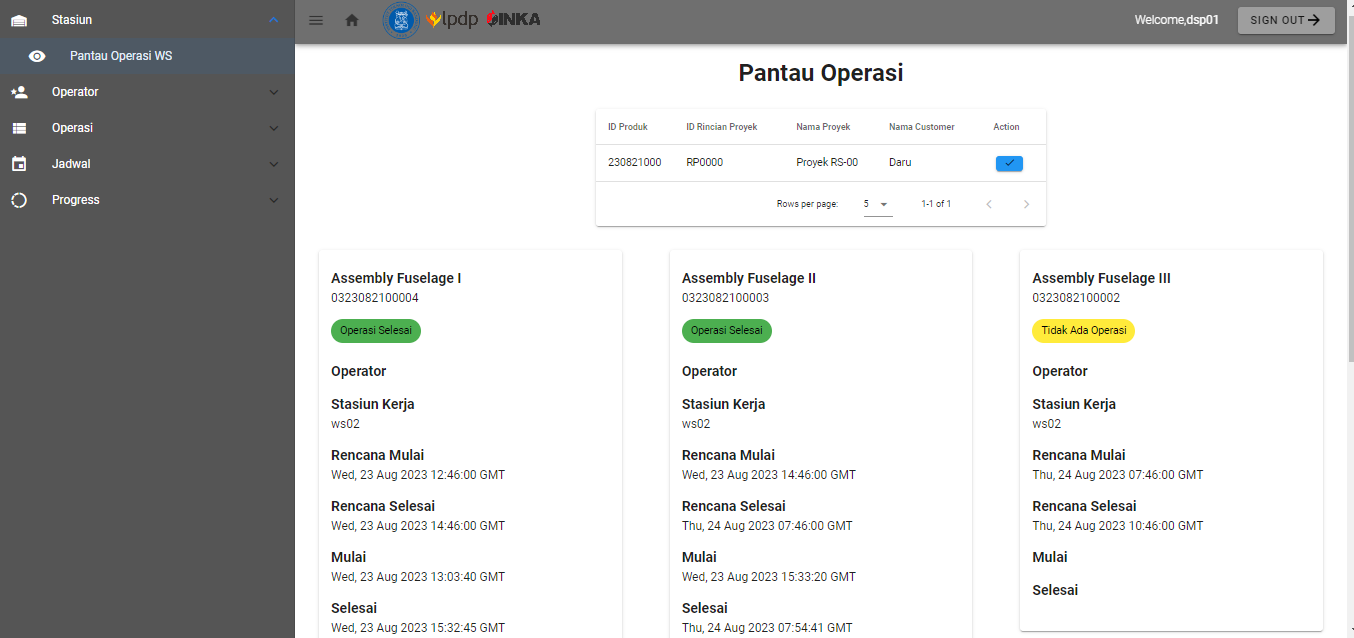 Stasiun
Pantau Operasi WS
Operator
Operasi
Jadwal
Progress
lpdp INKA
Welcome,dsp01
SIGN OUT
Pantau Operasi
ID Produk ID Rincian Proyek Nama Proyek Nama Customer Action
230821000 RP0000 Proyek RS-00 Daru
Rows per page: 5 1-1 of 1
Assembly Fuselage I
0323082100004
Operasi Selesai
Operator
Stasiun Kerja
ws02
Rencana Mulai
Wed, 23 Aug 2023 12:46:00 GMT
Rencana Selesai
Wed, 23 Aug 2023 14:46:00 GMT
Mulai
Wed, 23 Aug 2023 13:03:40 GMT
Selesai
Wed, 23 Aug 2023 15:32:45 GMT
Assembly Fuselage II
0323082100003
Operasi Selesai
Operator
Stasiun Kerja
ws02
Rencana Mulai
Wed, 23 Aug 2023 14:46:00 GMT
Rencana Selesai
Thu, 24 Aug 2023 07:46:00 GMT
Mulai
Wed, 23 Aug 2023 15:33:20 GMT
Selesai
Thu, 24 Aug 2023 07:54:41 GMT
Assembly Fuselage III
0323082100002
Tidak Ada Operasi
Operator
Stasiun Kerja
ws02
Rencana Mulai
Thu, 24 Aug 2023 07:46:00 GMT
Rencana Selesai
Thu, 24 Aug 2023 10:46:00 GMT
Mulai
Selesai